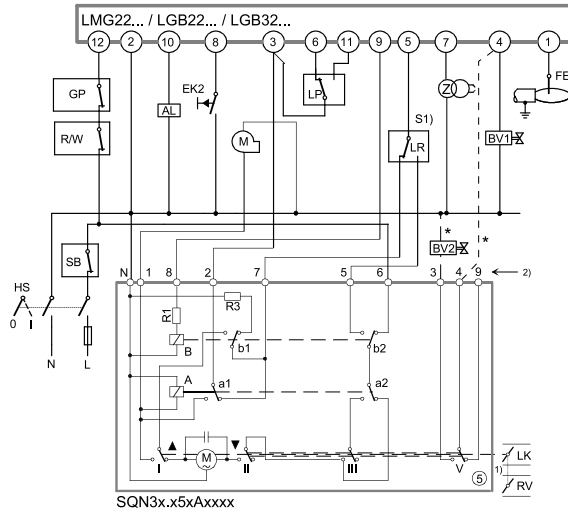 LMG22... / LGB22... / LGB32...
12 2 10 8 3 6 11 9 5 7 4 1
GP
EK2
LP
Z
FE
AL
S1)
R/W
M
LR
BV1
*
*
BV2
SB
HS
N 1 8 2 7 5 6 3 4 9 2)
0 I
R1
R3
N L
B b1 b2
A a1 a2
M
~
I II III V
LK
1)
5
RV
SQN3x.x5xAxxxx